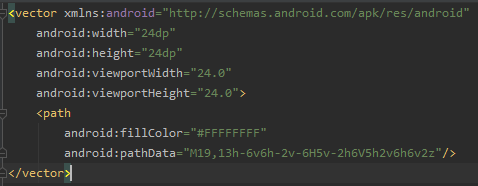 <vector xmlns:android="http://schemas.android.com/apk/res/android"
android:width="24dp"
android:height="24dp"
android:viewportWidth="24.0"
android:viewportHeight="24.0">
<path
android:fillColor="#FFFFFFFF"
android:pathData="M19,13h-6v6h-2v-6H5v-2h6V5h2v6h6v2z"/>
</vector>